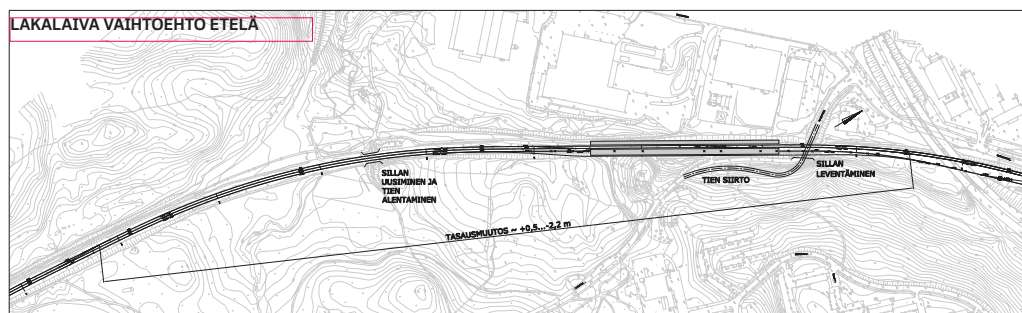 LAKALAIVA VAIHTOEHTO ETELÄ
SILLAN
UUSIMINEN JA
TIEN
ALENTAMINEN
TIEN SIIRTO
SILLAN
LEVENTÄMINEN
TASAUSMUUTOS ~ +0,5...-2,2 m